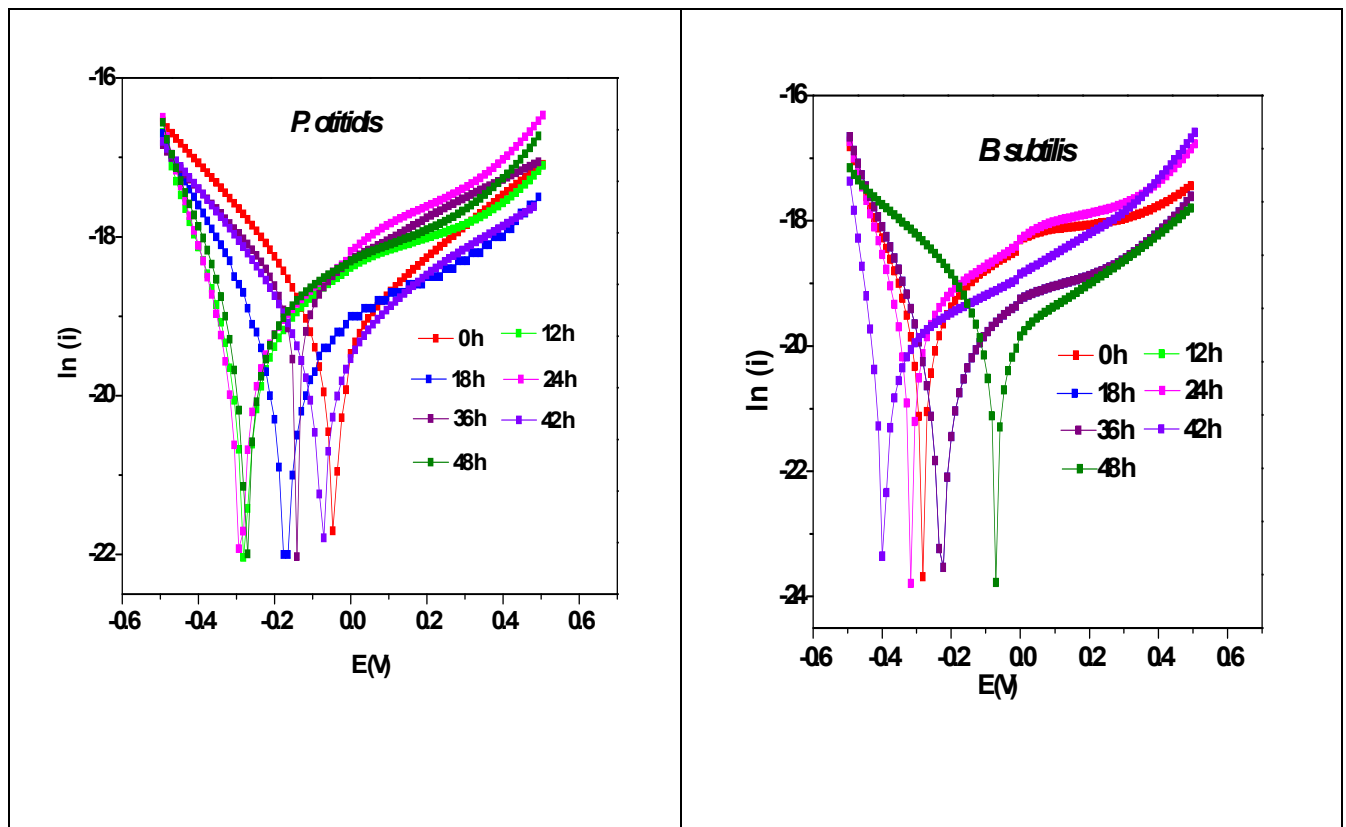 P. otitidis
-16
-18
-20
-22
ln (i)
0h 12h
18h 24h
36h 42h
48h
-0.6 -0.4 -0.2 0.0 0.2 0.4 0.6
E(V)
B subtilis
-16
-18
-20
-22
-24
ln (i)
0h 12h
18h 24h
36h 42h
48h
-0.6 -0.4 -0.2 0.0 0.2 0.4 0.6
E(V)